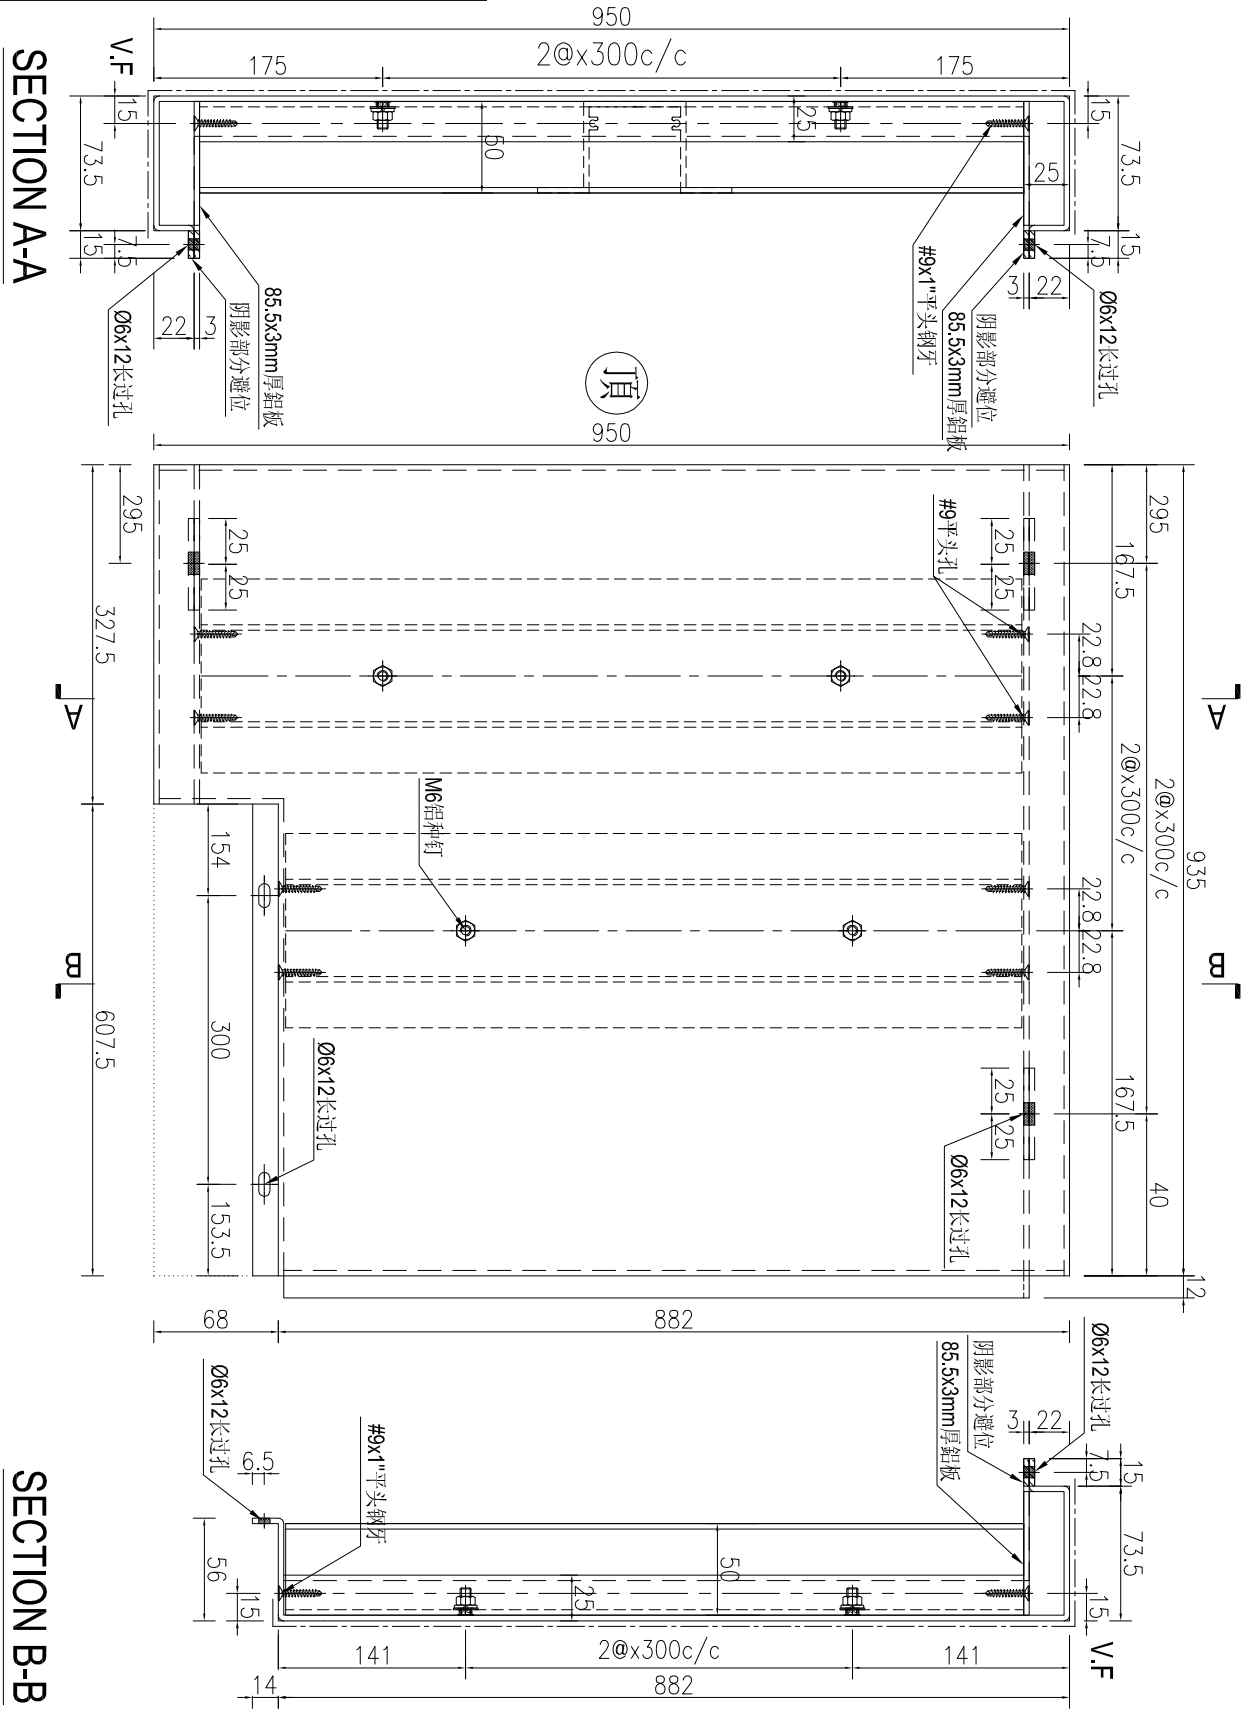 950
2@x300c/c
175
175
V.F
15
73.5
15
7.5
SECTION A-A
50
25
25
15
73.5
15
7.5
3
22
22
3
Ø6x12长过孔
阴影部分避位
85.5x3mm厚鋁板
#9x1"平头钢牙
阴影部分避位
85.5x3mm厚鋁板
Ø6x12长过孔
頂
950
295
327.5
25
25
25
25
#9平头孔
295
167.5
22.8
22.8
2@x300c/c
2@x300c/c
935
A
A
B
B
M6铝和钉
154
300
153.5
607.5
22.8
22.8
167.5
40
12
25
25
Ø6x12长过孔
Ø6x12长过孔
68
882
Ø6x12长过孔
阴影部分避位
85.5x3mm厚鋁板
3
22
7.5
15
73.5
15
V.F
Ø6x12长过孔
6.5
#9x1"平头钢牙
56
15
50
25
141
2@x300c/c
141
14
882
SECTION B-B